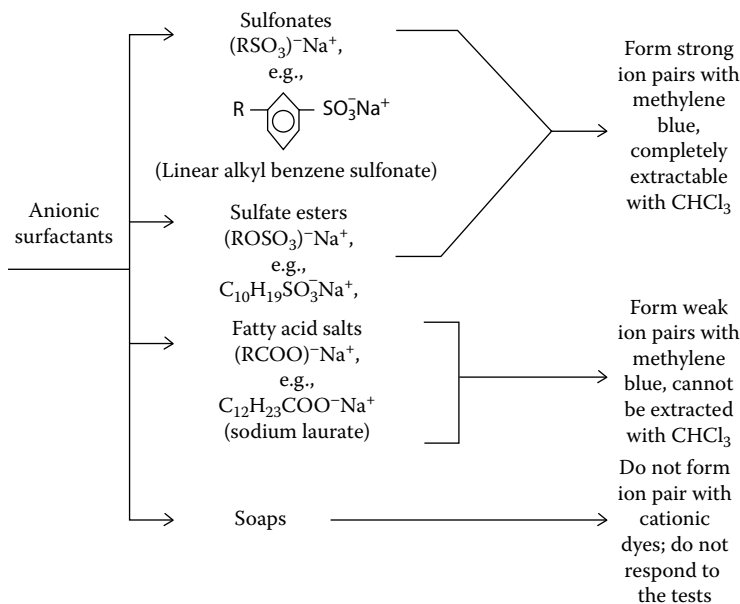 Anionic
surfactants
Sulfonates
(RSO₃)⁻Na⁺,
e.g.,
R SO₃⁻Na⁺
(Linear alkyl benzene sulfonate)
Sulfate esters
(ROSO₃)⁻Na⁺,
e.g.,
C₁₀H₁₉SO₃⁻Na⁺,
Fatty acid salts
(RCOO)⁻Na⁺,
e.g.,
C₁₂H₂₃COO⁻Na⁺
(sodium laurate)
Soaps
Form strong
ion pairs with
methylene
blue,
completely
extractable
with CHCl₃
Form weak
ion pairs with
methylene
blue, cannot
be extracted
with CHCl₃
Do not form
ion pair with
cationic
dyes; do not
respond to
the tests